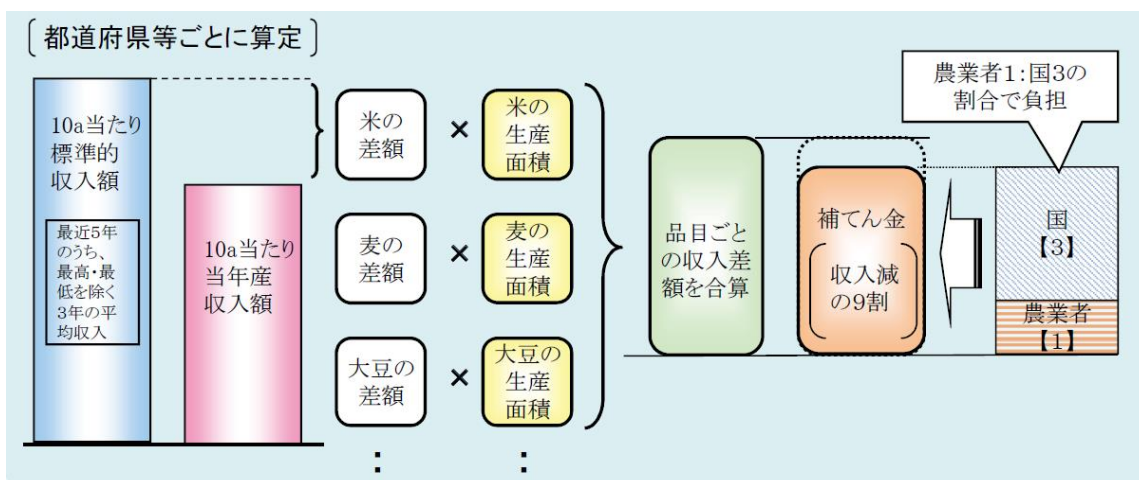 〔都道府県等ごとに算定〕
10a当たり
標準的
収入額
最近5年
のうち、
最高・最
低を除く
3年の平
均収入
10a当たり
当年産
収入額
米の
差額
×
米の
生産
面積
麦の
差額
×
麦の
生産
面積
大豆の
差額
×
大豆の
生産
面積
：
：
品目ごと
の収入差
額を合算
補てん金
収入減
の9割
農業者1：国3の
割合で負担
国
【3】
農業者
【1】